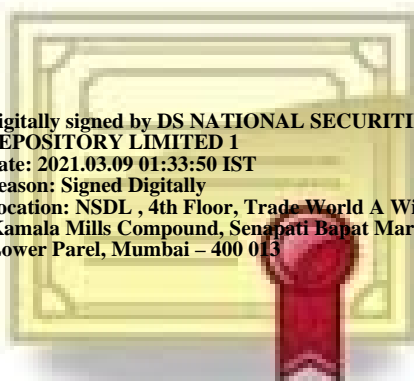 igitally signed by DS NATIONAL SECURITI
EPOSITORY LIMITED 1
ate: 2021.03.09 01:33:50 IST
eason: Signed Digitally
ocation: NSDL , 4th Floor, Trade World A Wi
Kamala Mills Compound, Senapati Bapat Mar
Lower Parel, Mumbai – 400 013